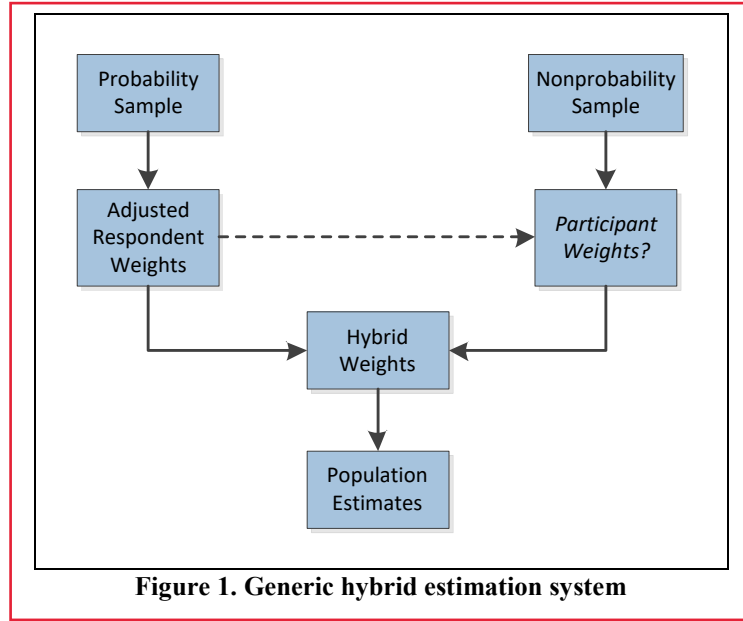 Probability
Sample
Nonprobability
Sample
Adjusted
Respondent
Weights
Participant
Weights?
Hybrid
Weights
Population
Estimates
Figure 1. Generic hybrid estimation system